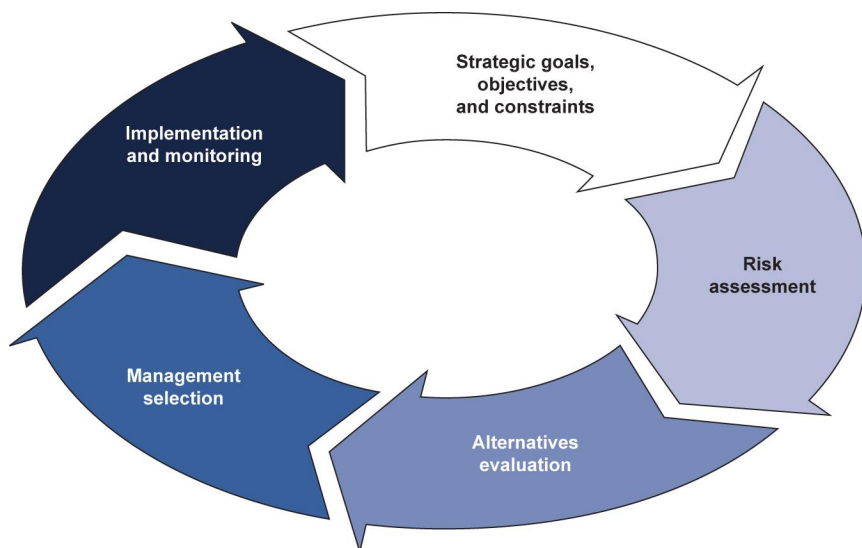 Strategic goals,
objectives,
and constraints
Risk
assessment
Alternatives
evaluation
Management
selection
Implementation
and monitoring